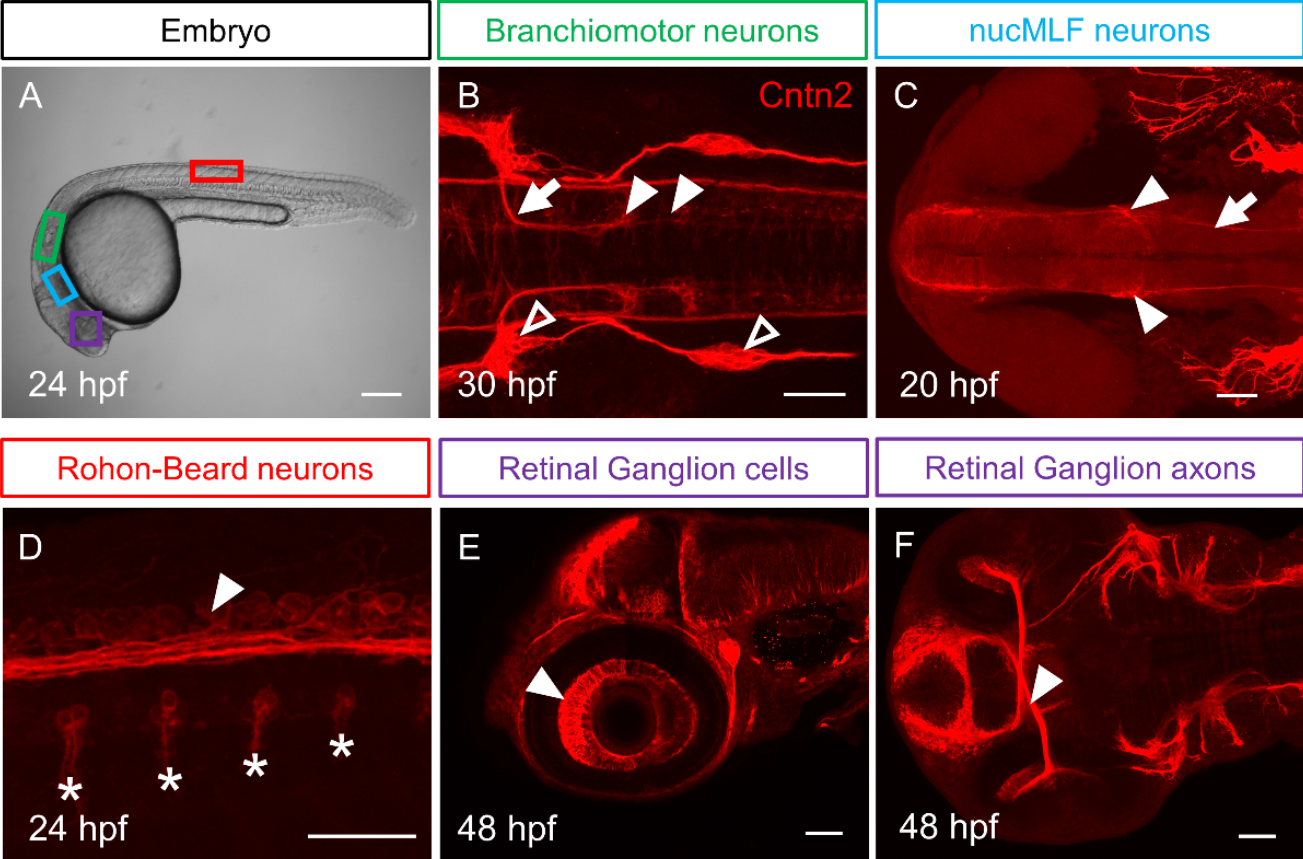 Embryo
Branchiomotor neurons
nucMLF neurons
A
B
Cntn2
C
24 hpf
30 hpf
20 hpf
Rohon-Beard neurons
Retinal Ganglion cells
Retinal Ganglion axons
D
E
F
* * * *
24 hpf
48 hpf
48 hpf